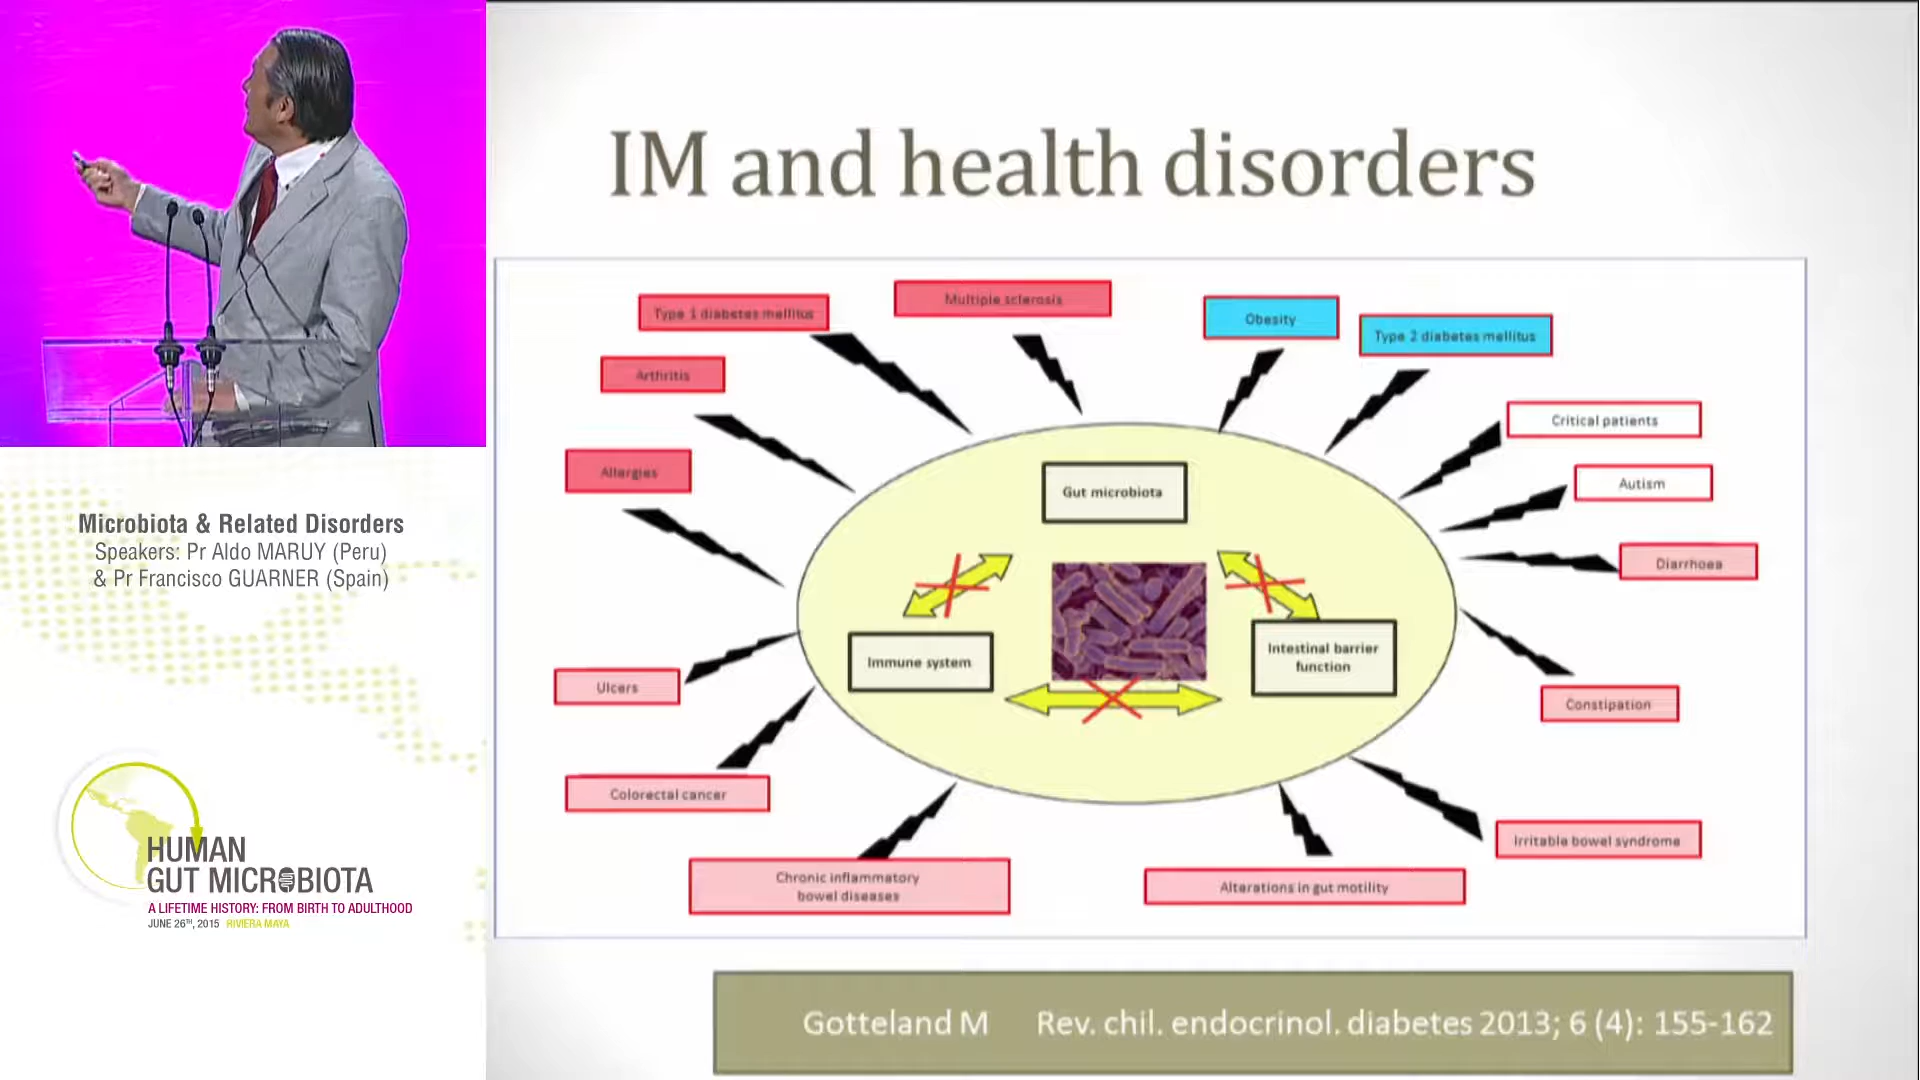 IM and health disorders
Type 1 diabetes mellitus
Multiple sclerosis
Obesity
Type 2 diabetes mellitus
Arthritis
Critical patients
Allergies
Autism
Gut microbiota
Diarrhoea
Immune system
Intestinal barrier
function
Ulcers
Constipation
Colorectal cancer
Irritable bowel syndrome
Chronic inflammatory
bowel diseases
Alterations in gut motility
Gotteland M Rev. chil. endocrinol. diabetes 2013; 6 (4): 155-162
Microbiota & Related Disorders
Speakers: Pr Aldo MARUY (Peru)
& Pr Francisco GUARNER (Spain)
HUMAN
GUT MICROBIOTA
A LIFETIME HISTORY: FROM BIRTH TO ADULTHOOD
JUNE 26TH, 2015 RIVIERA MAYA